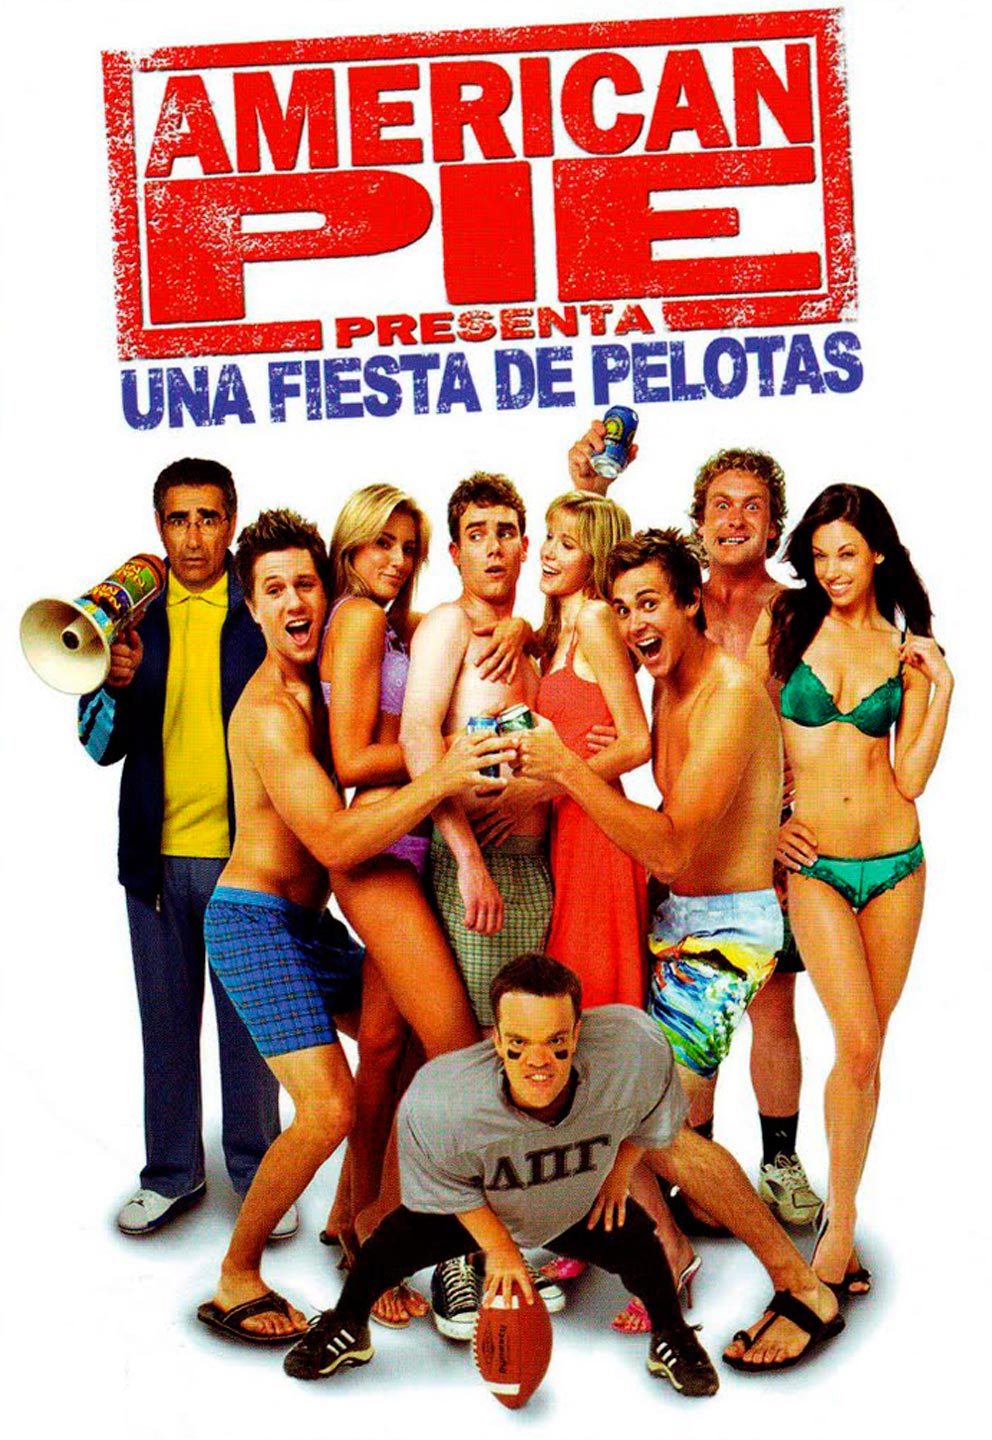 AMERICAN
PIE
PRESENTA
UNA FIESTA DE PELOTAS
ΔΠΓ